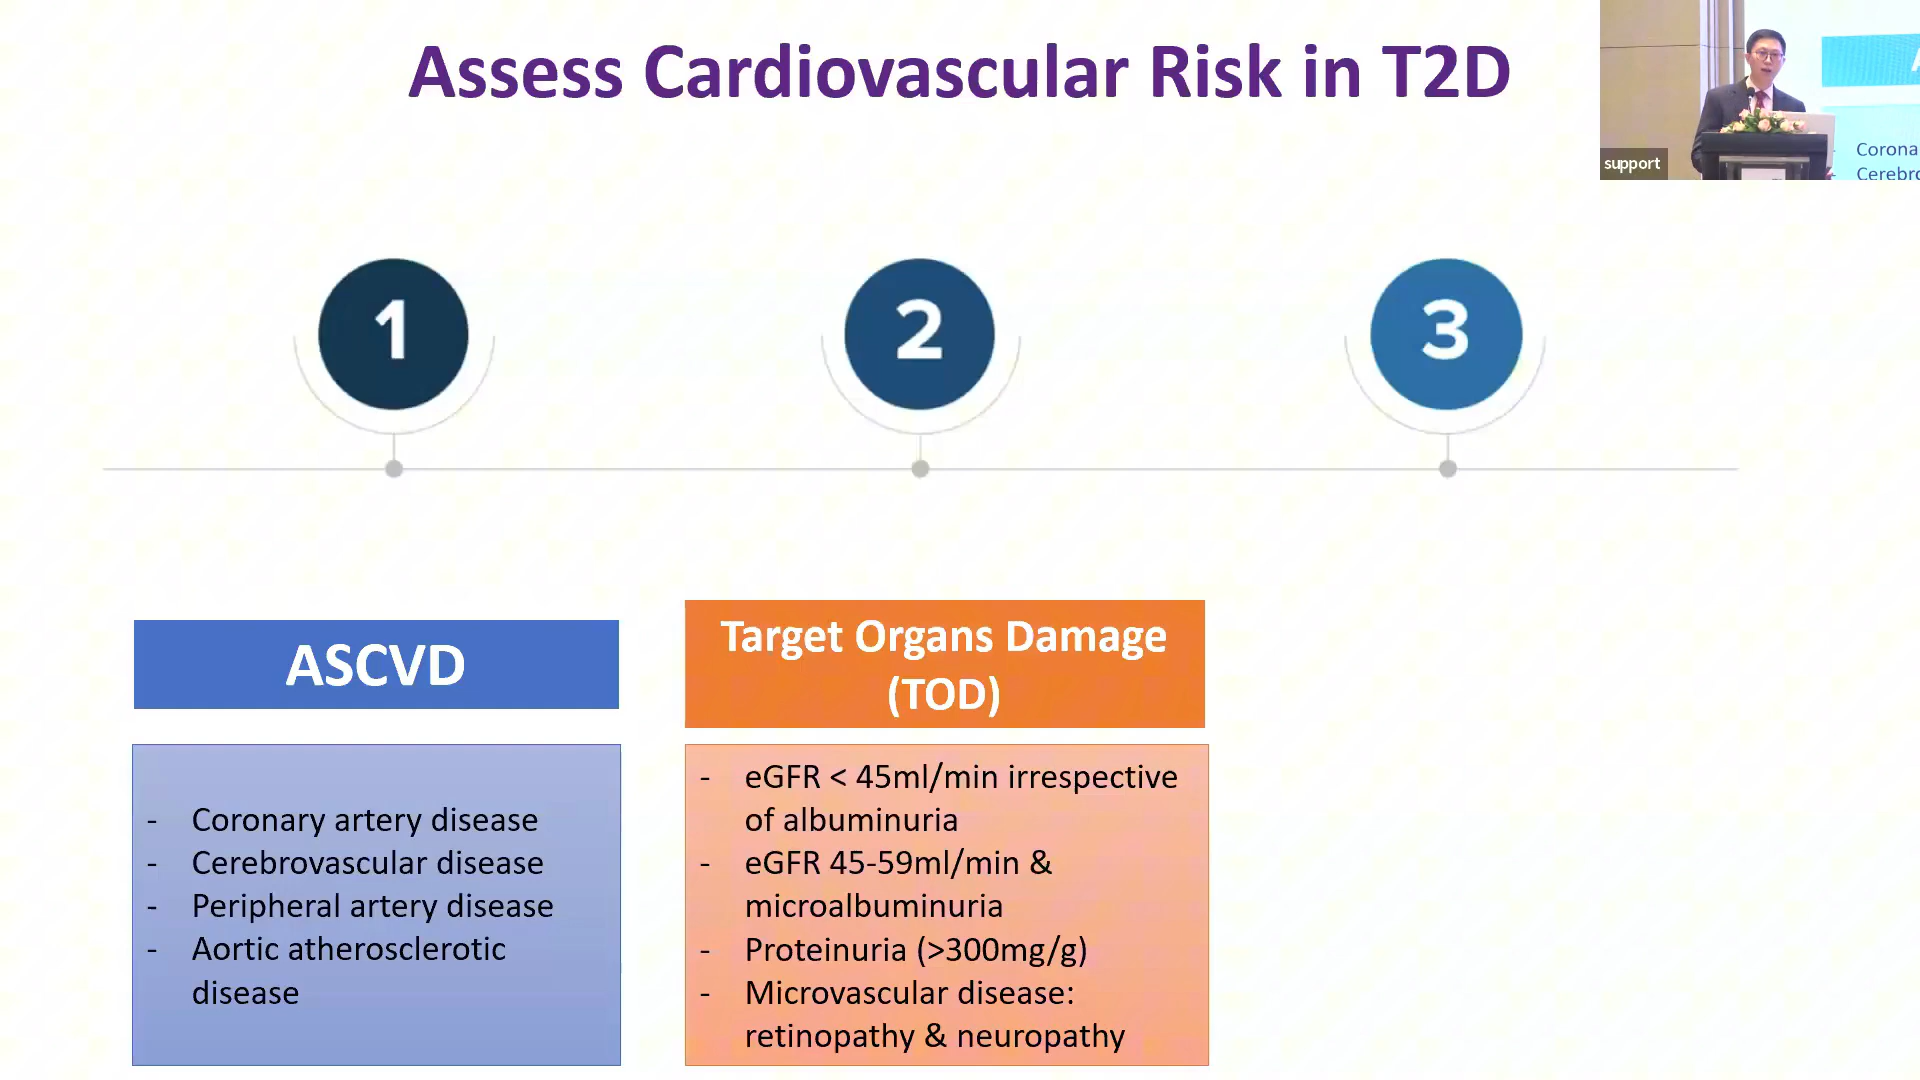 Assess Cardiovascular Risk in T2D
support
Corona
Cerebro
1
2
3
ASCVD
- Coronary artery disease
- Cerebrovascular disease
- Peripheral artery disease
- Aortic atherosclerotic
disease
Target Organs Damage
(TOD)
- eGFR < 45ml/min irrespective
of albuminuria
- eGFR 45-59ml/min &
microalbuminuria
- Proteinuria (>300mg/g)
- Microvascular disease:
retinopathy & neuropathy